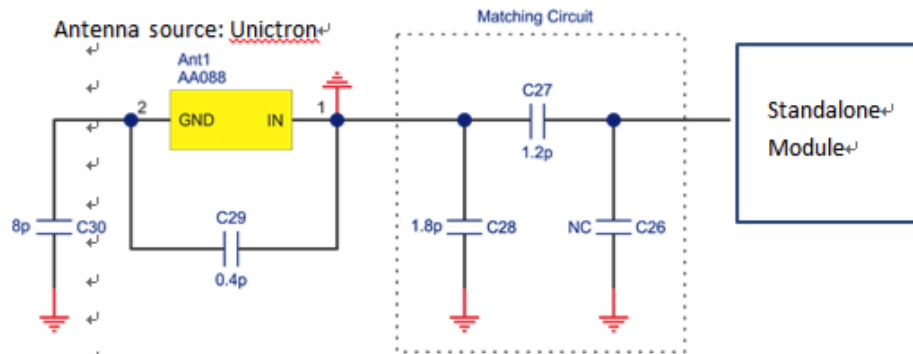 Matching Circuit
Antenna source: Unictron↵
Ant1
AA088
↵
2
GND
IN
1
C27
1.2p
Standalone↵
Module↵
↵
↵
↵
8p
C30
C29
0.4p
1.8p
C28
NC
C26
↵
↵
↵